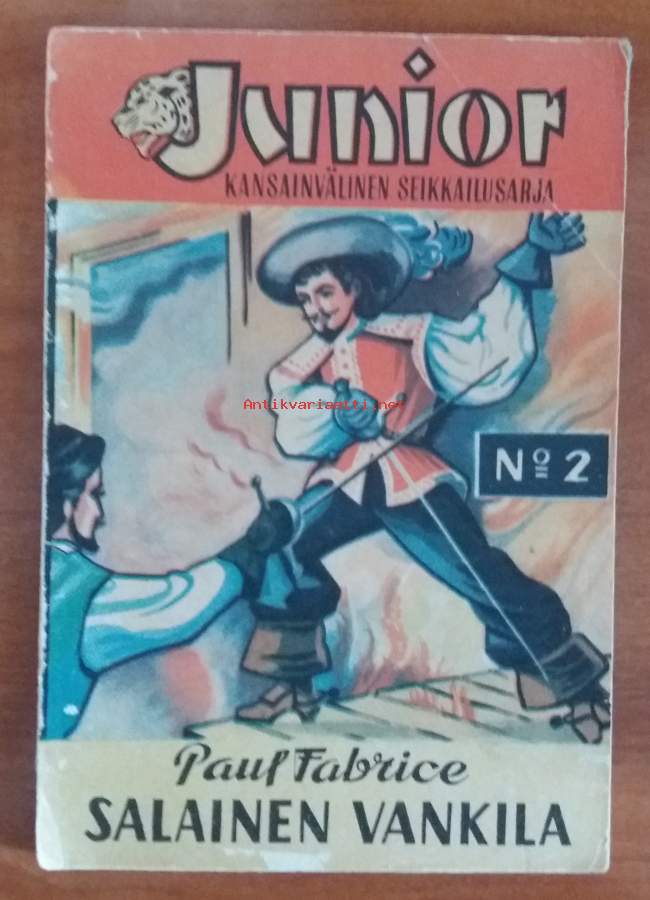 Junior
KANSAINVÄLINEN SEIKKAILUSARJA
Antikvariaatti.net
Nº 2
Paul Fabrice
SALAINEN VANKILA